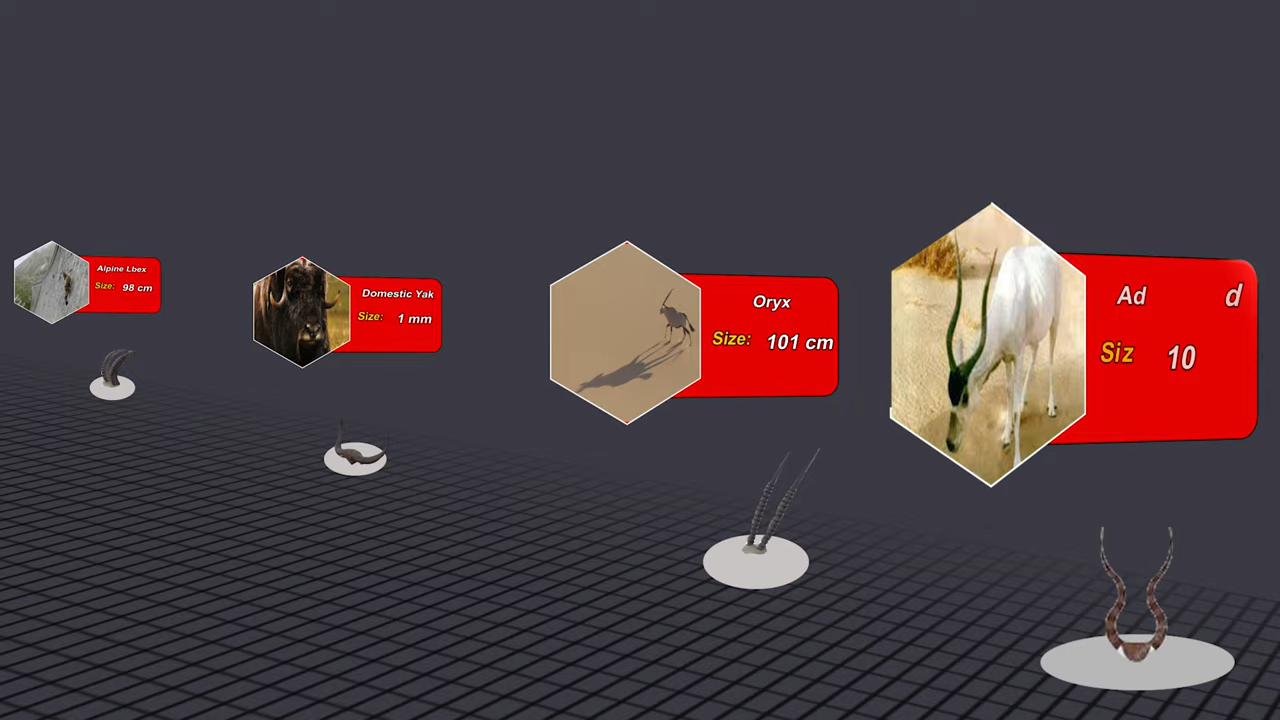 Alpine Lbex
Size: 98 cm
Domestic Yak
Size: 1 mm
Oryx
Size: 101 cm
Ad d
Siz 10